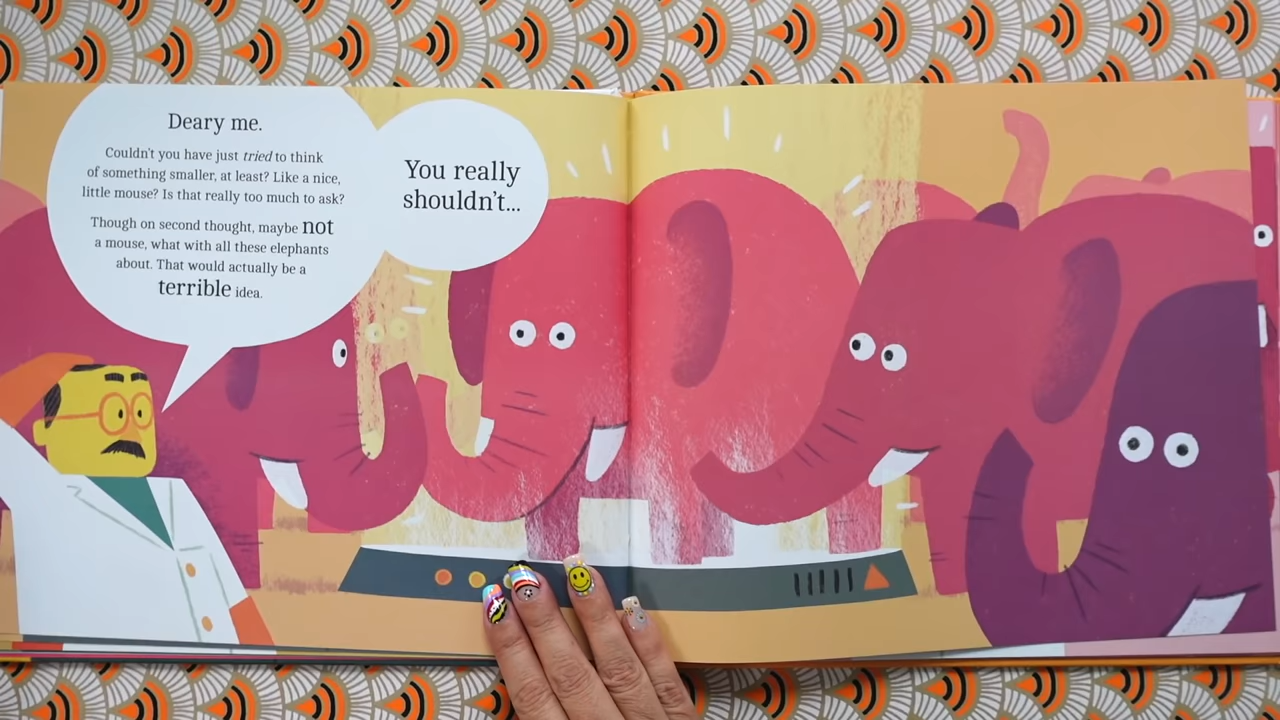 Deary me.
Couldn't you have just tried to think
of something smaller, at least? Like a nice,
little mouse? Is that really too much to ask?
Though on second thought, maybe not
a mouse, what with all these elephants
about. That would actually be a
terrible idea.
You really
shouldn't...